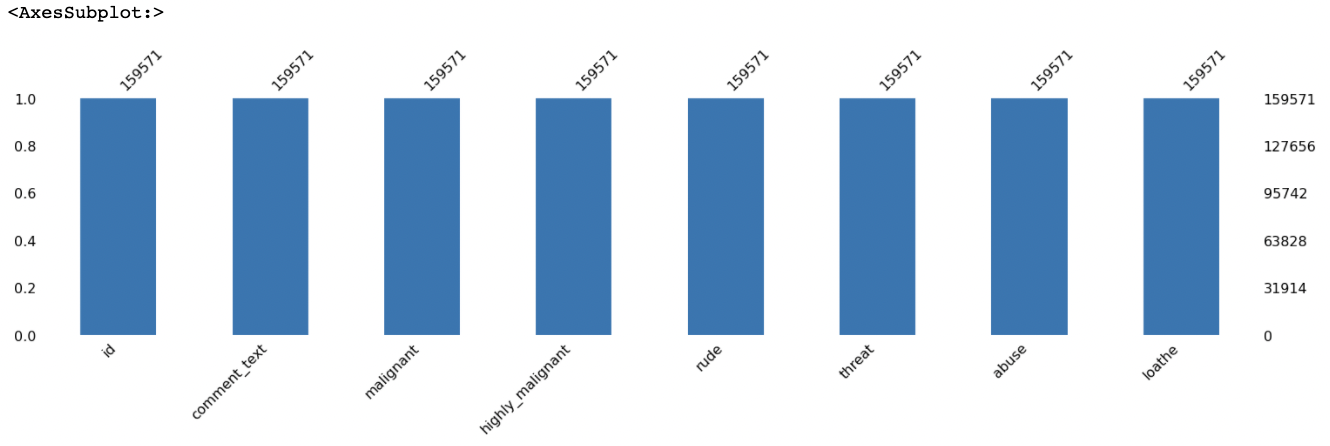 <AxesSubplot:>
159571 159571 159571 159571 159571 159571 159571 159571
1.0 159571
0.8 127656
0.6 95742
0.4 63828
0.2 31914
0.0 0
id comment_text malignant highly_malignant rude threat abuse loathe